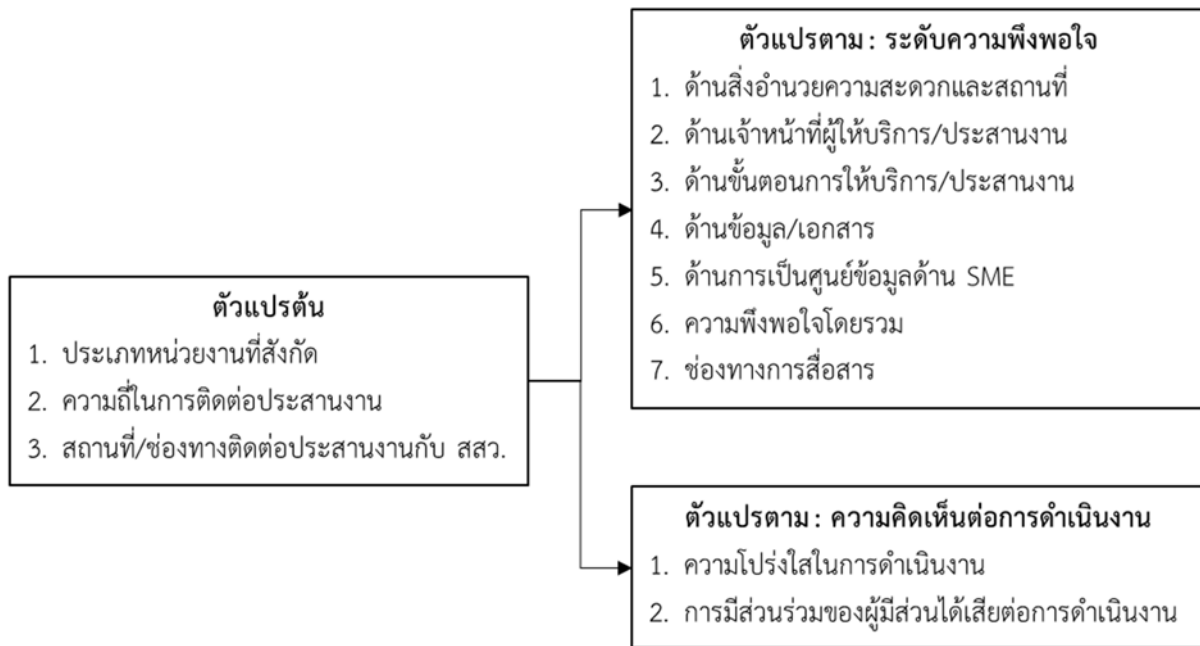 ตัวแปรตาม : ระดับความพึงพอใจ
1. ด้านสิ่งอำนวยความสะดวกและสถานที่
2. ด้านเจ้าหน้าที่ผู้ให้บริการ/ประสานงาน
3. ด้านขั้นตอนการให้บริการ/ประสานงาน
4. ด้านข้อมูล/เอกสาร
5. ด้านการเป็นศูนย์ข้อมูลด้าน SME
6. ความพึงพอใจโดยรวม
7. ช่องทางการสื่อสาร
ตัวแปรต้น
1. ประเภทหน่วยงานที่สังกัด
2. ความถี่ในการติดต่อประสานงาน
3. สถานที่/ช่องทางติดต่อประสานงานกับ สสว.
ตัวแปรตาม : ความคิดเห็นต่อการดำเนินงาน
1. ความโปร่งใสในการดำเนินงาน
2. การมีส่วนร่วมของผู้มีส่วนได้เสียต่อการดำเนินงาน